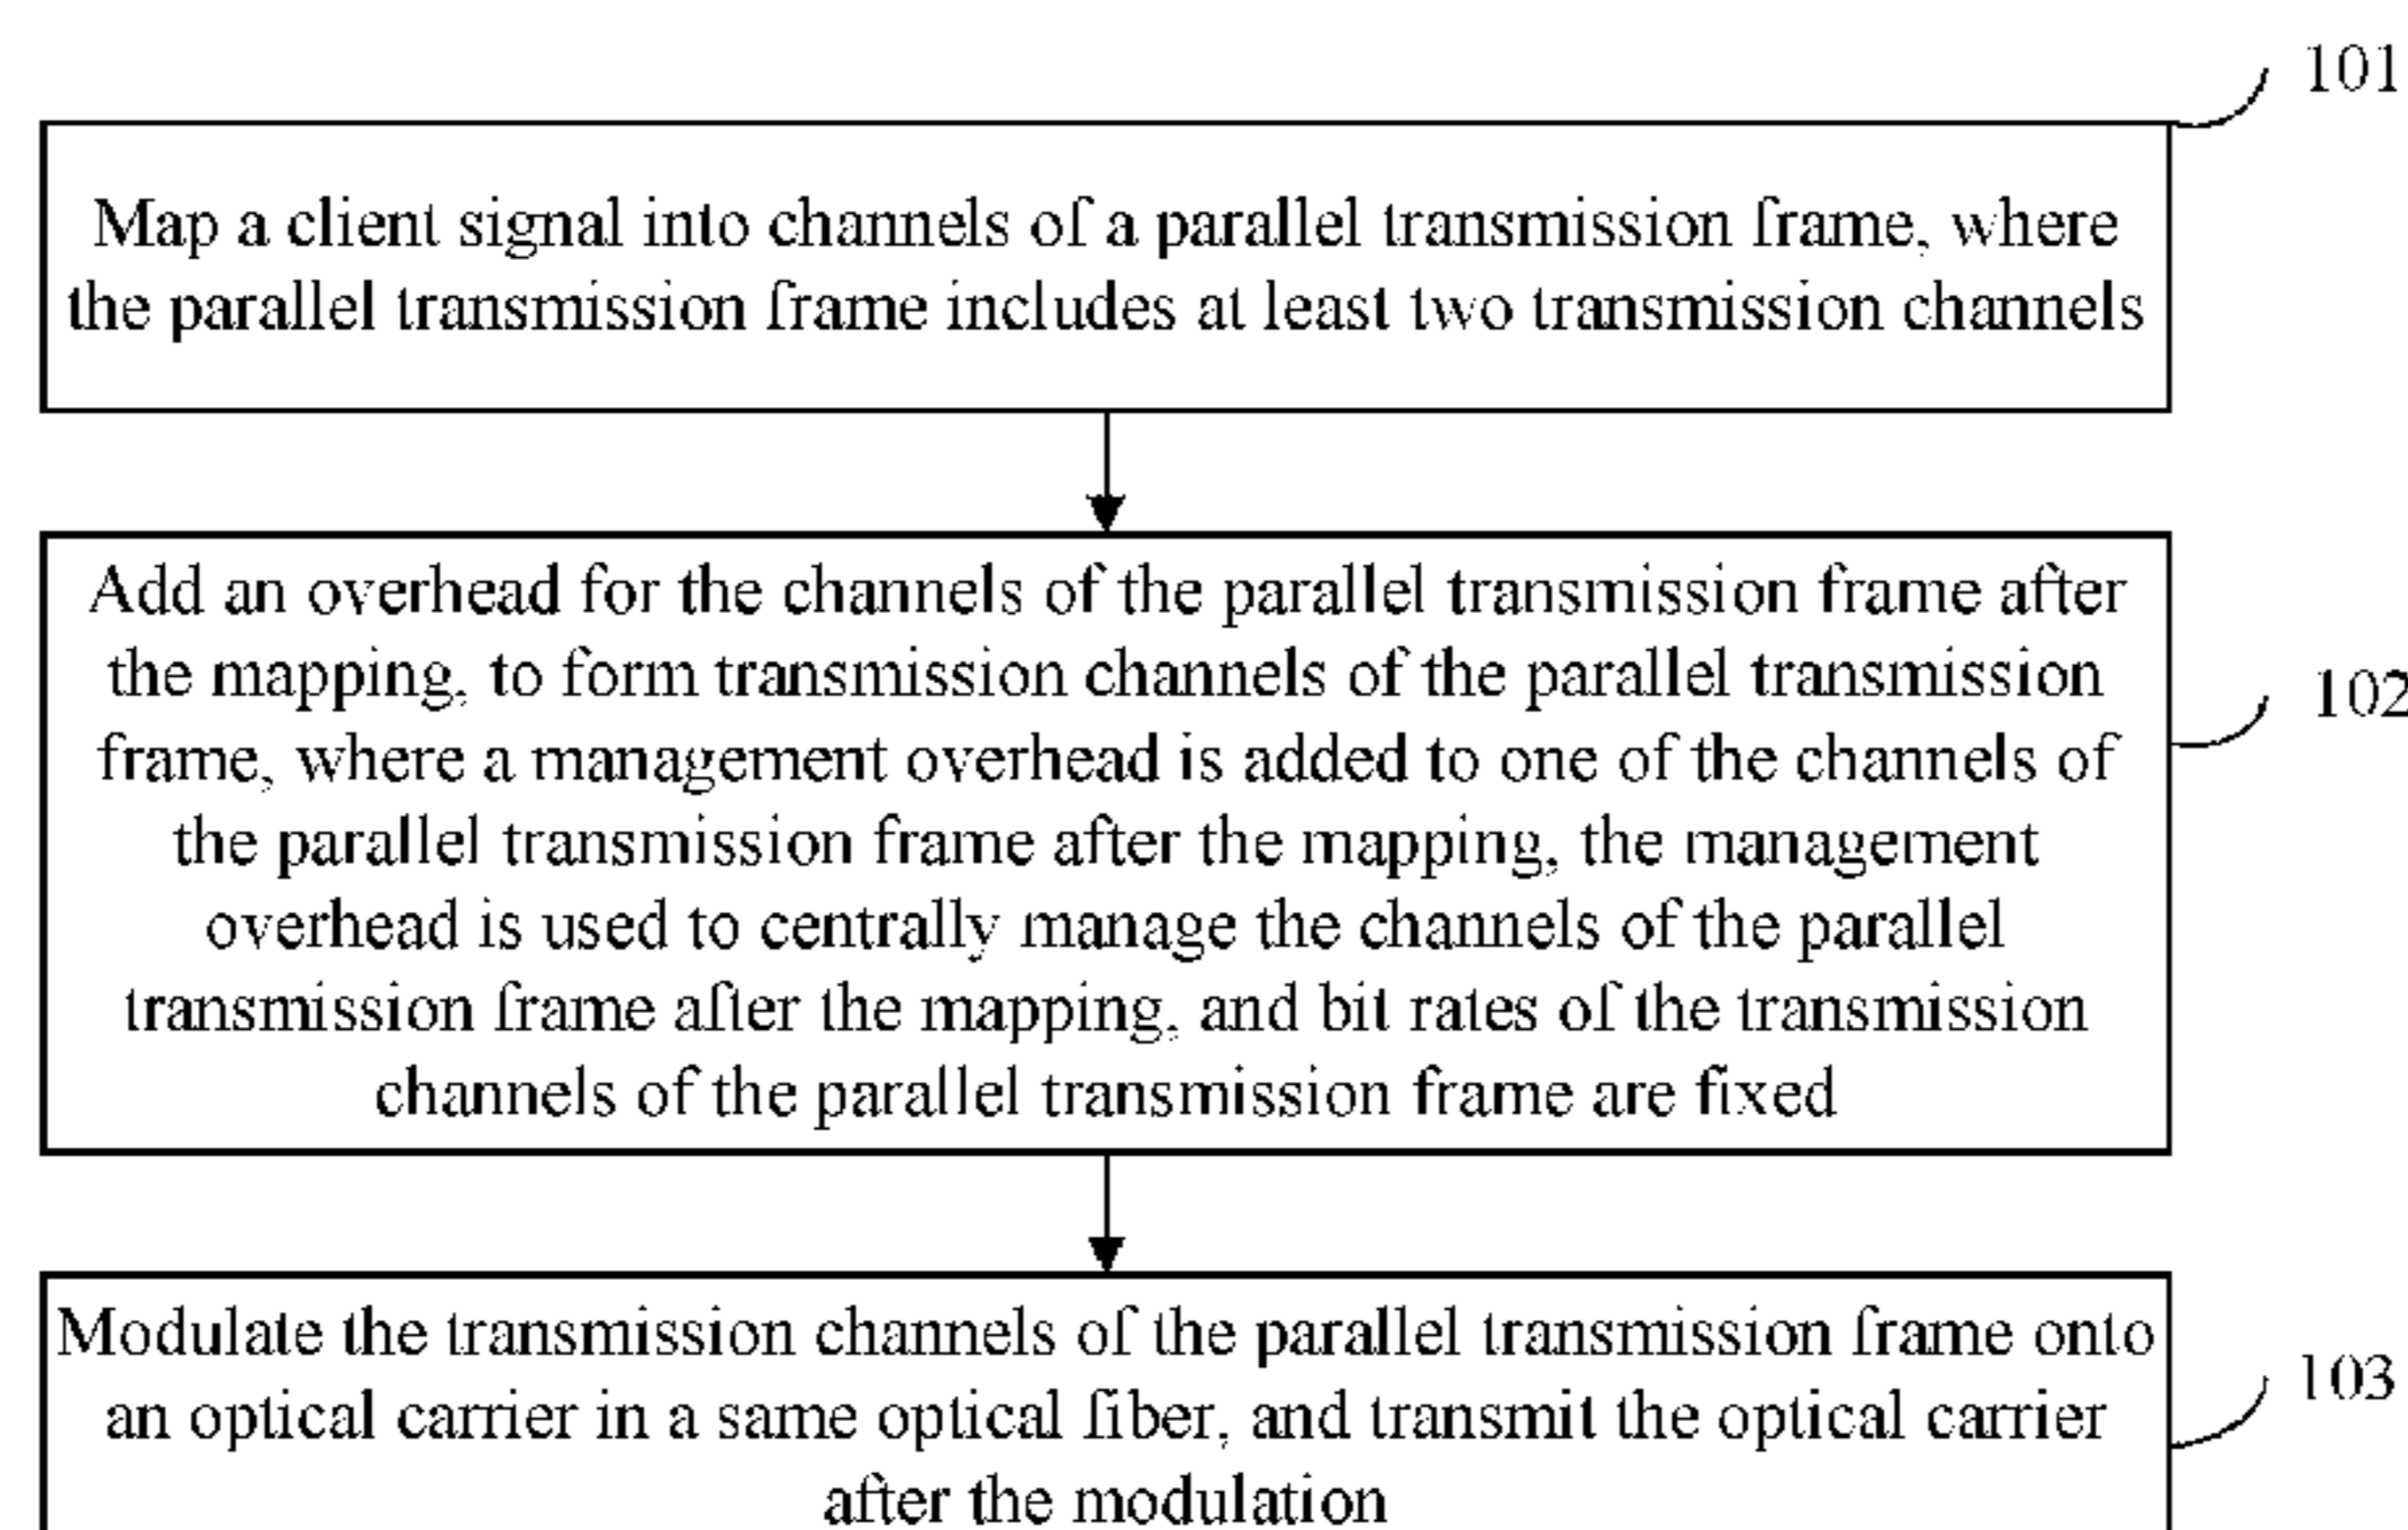 101
Map a client signal into channels of a parallel transmission frame, where
the parallel transmission frame includes at least two transmission channels
Add an overhead for the channels of the parallel transmission frame after
the mapping, to form transmission channels of the parallel transmission
frame, where a management overhead is added to one of the channels of
the parallel transmission frame after the mapping, the management
overhead is used to centrally manage the channels of the parallel
transmission frame after the mapping, and bit rates of the transmission
channels of the parallel transmission frame are fixed
102
Modulate the transmission channels of the parallel transmission frame onto
an optical carrier in a same optical fiber, and transmit the optical carrier
after the modulation
103